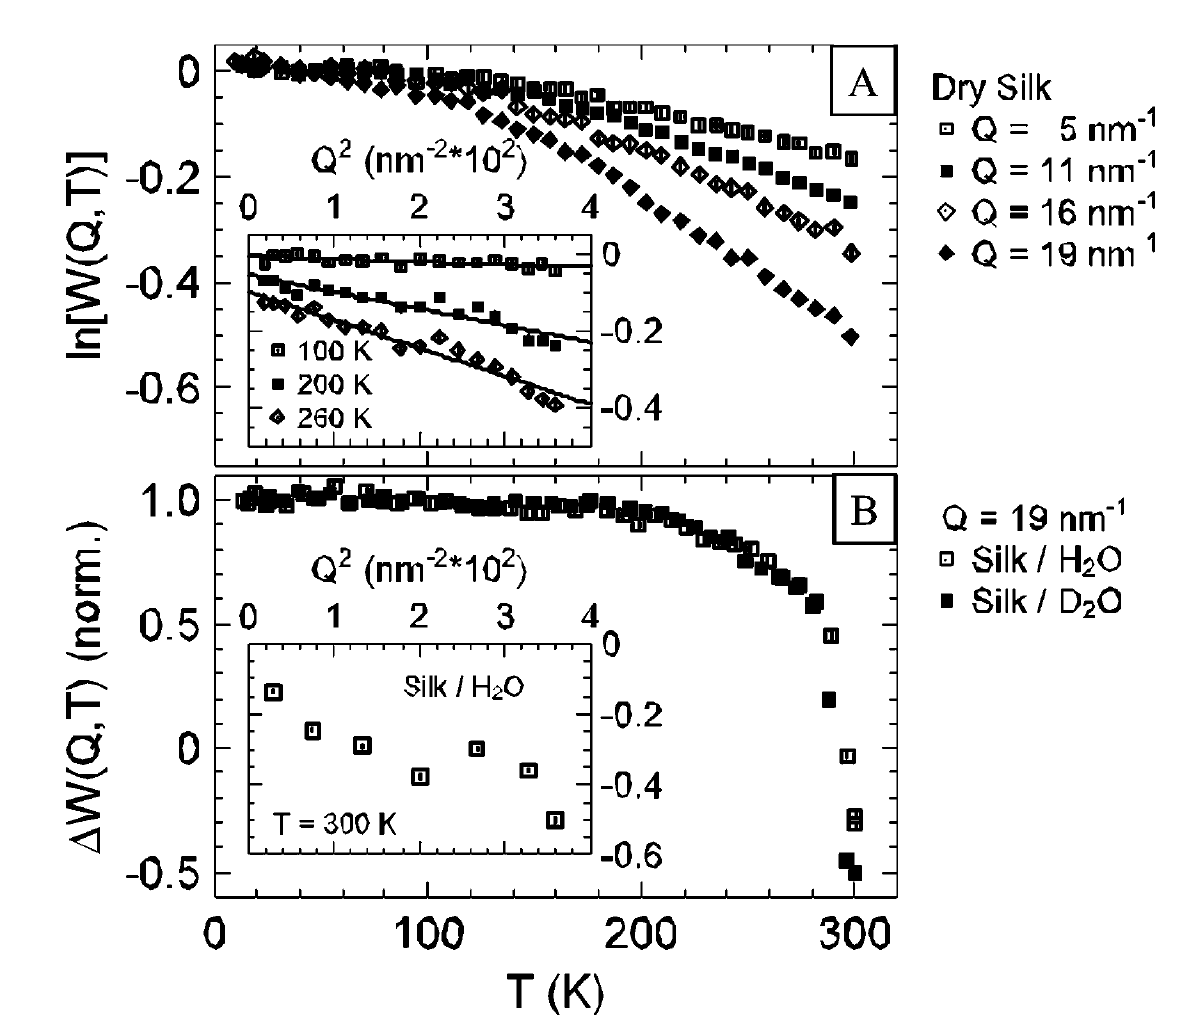 A
Dry Silk
Q = 5 nm⁻¹
Q = 11 nm⁻¹
Q = 16 nm⁻¹
Q = 19 nm ¹
ln[W(Q,T)]
0
-0.2
-0.4
-0.6
Q² (nm⁻²*10²)
0 1 2 3 4
0
-0.2
-0.4
100 K
200 K
260 K
B
Q = 19 nm⁻¹
Silk / H₂O
Silk / D₂O
ΔW(Q,T) (norm.)
1.0
0.5
0
-0.5
Q² (nm⁻²*10²)
0 1 2 3 4
0
-0.2
-0.4
-0.6
Silk / H₂O
T = 300 K
0 100 200 300
T (K)